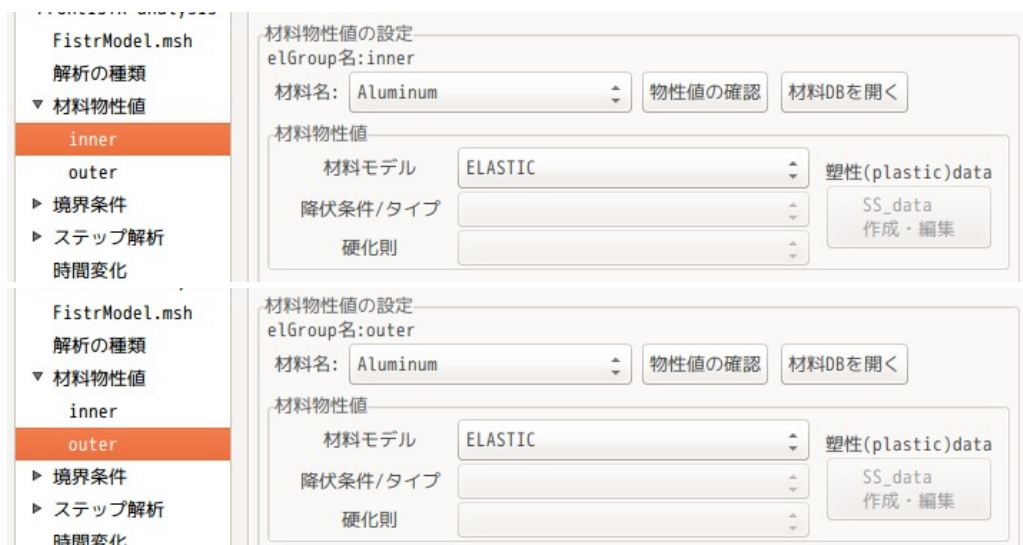 FistrModel.msh
解析の種類
材料物性値
inner
outer
境界条件
ステップ解析
時間変化
材料物性値の設定
elGroup名:inner
材料名: Aluminum 物性値の確認 材料DBを開く
材料物性値
材料モデル ELASTIC 塑性(plastic)data
降伏条件/タイプ SS_data
作成・編集
硬化則
FistrModel.msh
解析の種類
材料物性値
inner
outer
境界条件
ステップ解析
時間変化
材料物性値の設定
elGroup名:outer
材料名: Aluminum 物性値の確認 材料DBを開く
材料物性値
材料モデル ELASTIC 塑性(plastic)data
降伏条件/タイプ SS_data
作成・編集
硬化則